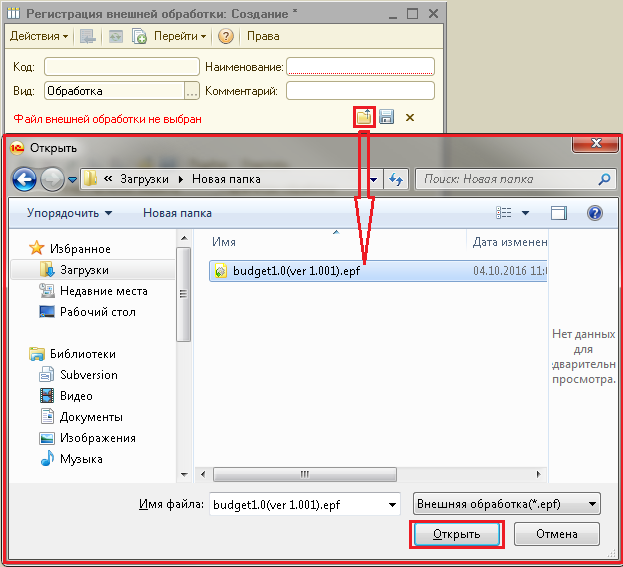 Регистрация внешней обработки: Создание *
Действия Перейти ? Права
Код: Наименование:
Вид: Обработка ... Комментарий:
Файл внешней обработки не выбран
Открыть
« Загрузки Новая папка Поиск: Новая папка
Упорядочить Новая папка
Избранное
Загрузки
Недавние места
Рабочий стол
Библиотеки
Subversion
Видео
Документы
Изображения
Музыка
Имя Дата изменен
budget1.0(ver 1.001).epf 04.10.2016 11:
Нет данных
для
едварительн
просмотра.
Имя файла: budget1.0(ver 1.001).epf Внешняя обработка(*.epf)
Открыть Отмена